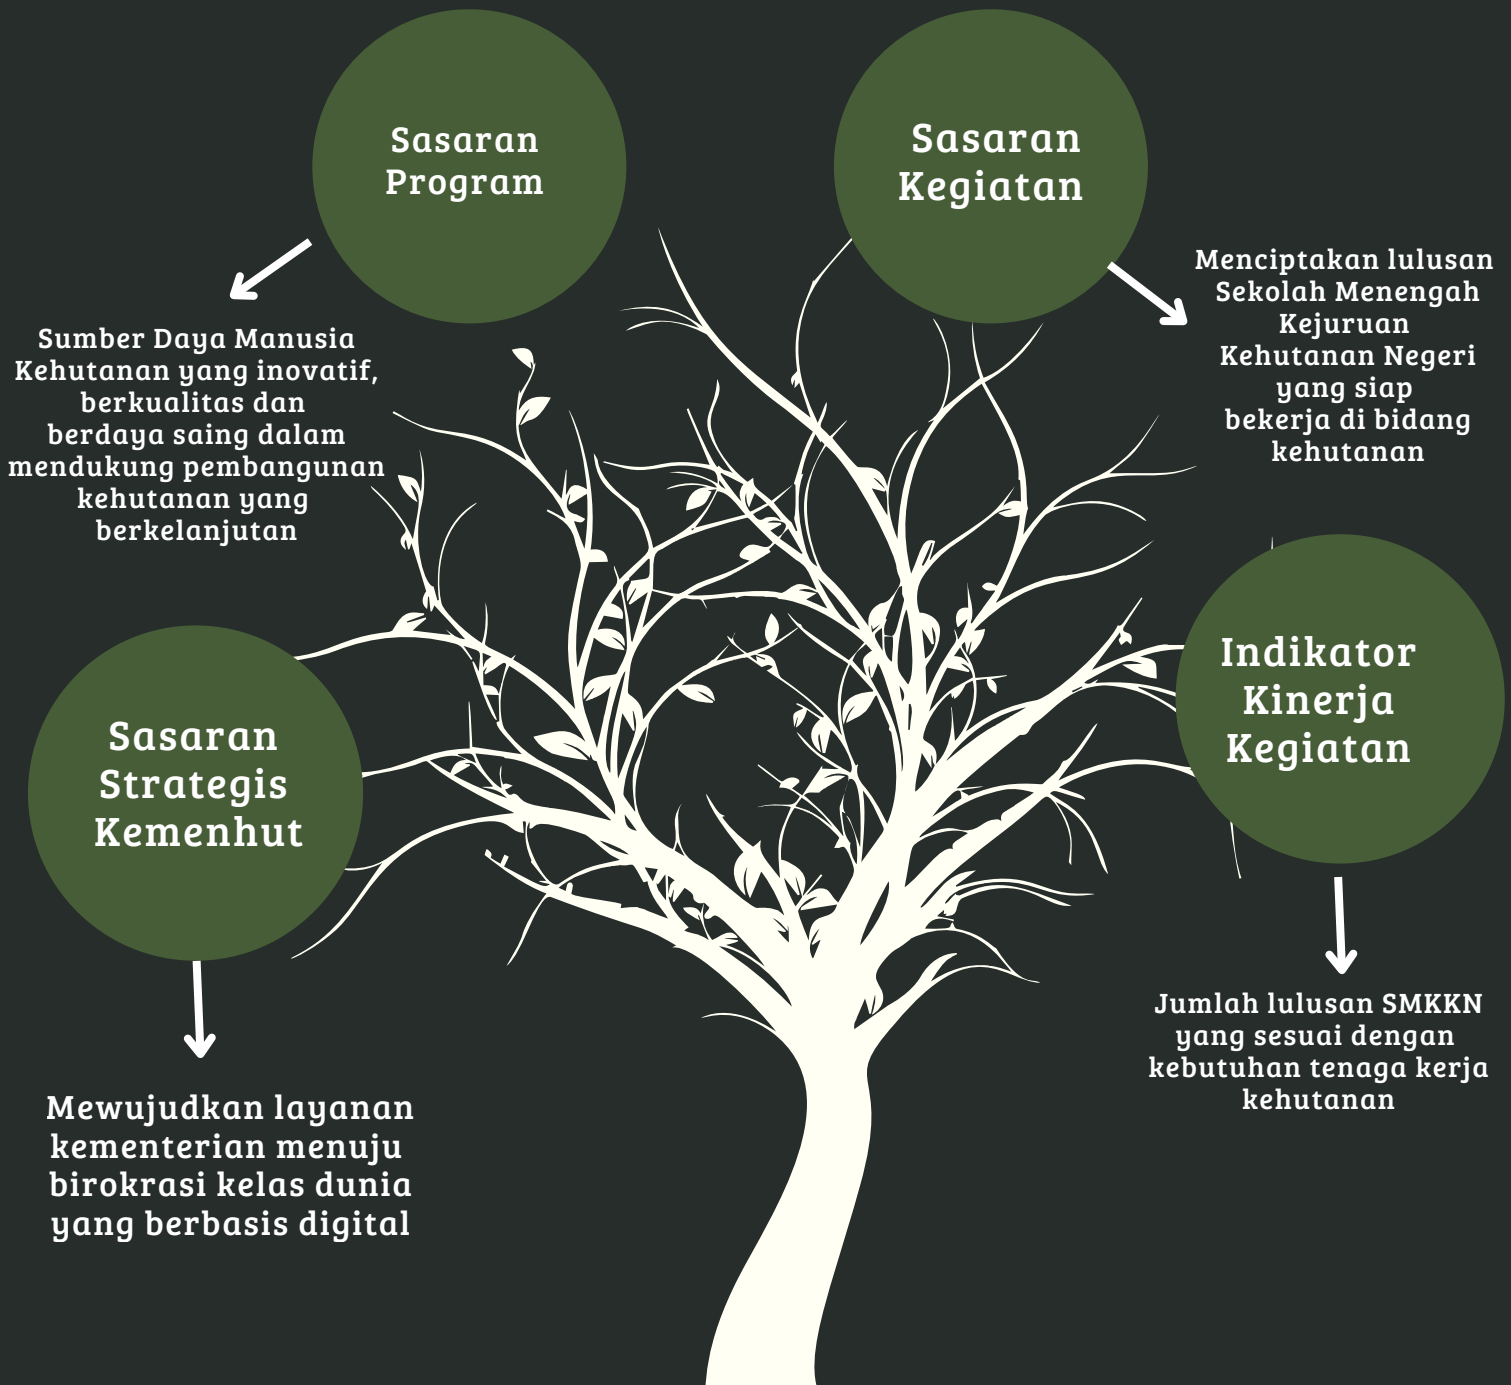 Sasaran
Program
Sumber Daya Manusia
Kehutanan yang inovatif,
berkualitas dan
berdaya saing dalam
mendukung pembangunan
kehutanan yang
berkelanjutan
Sasaran
Kegiatan
Menciptakan lulusan
Sekolah Menengah
Kejuruan
Kehutanan Negeri
yang siap
bekerja di bidang
kehutanan
Sasaran
Strategis
Kemenhut
Mewujudkan layanan
kementerian menuju
birokrasi kelas dunia
yang berbasis digital
Indikator
Kinerja
Kegiatan
Jumlah lulusan SMKKN
yang sesuai dengan
kebutuhan tenaga kerja
kehutanan